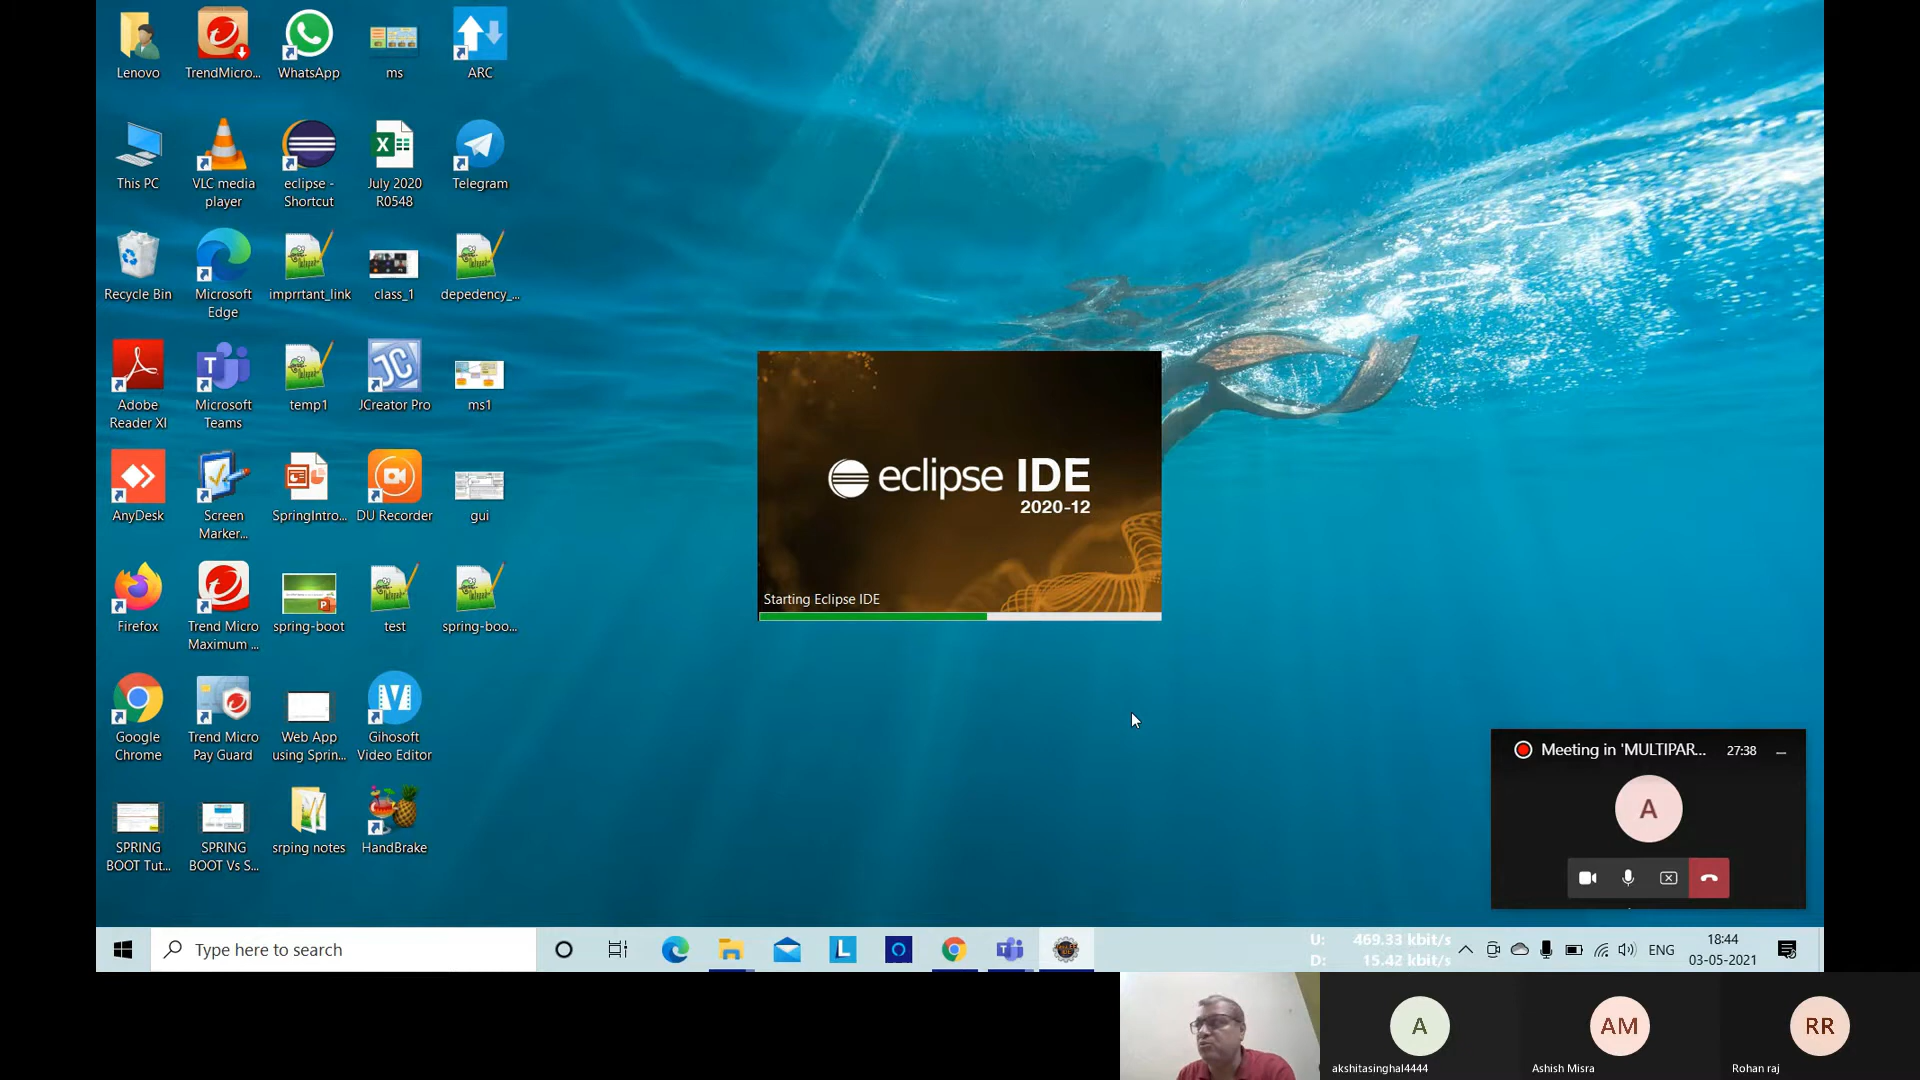 Lenovo
TrendMicro...
WhatsApp
ms
ARC
This PC
VLC media
player
eclipse -
Shortcut
July 2020
R0548
Telegram
Recycle Bin
Microsoft
Edge
imprrtant_link
class_1
depedency_...
Adobe
Reader XI
Microsoft
Teams
temp1
JCreator Pro
ms1
AnyDesk
Screen
Marker...
SpringIntro...
DU Recorder
gui
Firefox
Trend Micro
Maximum ...
spring-boot
test
spring-boo...
Google
Chrome
Trend Micro
Pay Guard
Web App
using Sprin...
Gihosoft
Video Editor
SPRING
BOOT Tut...
SPRING
BOOT Vs S...
srping notes
HandBrake
eclipse IDE
2020-12
Starting Eclipse IDE
Meeting in 'MULTIPAR...
27:38
A
Type here to search
U: 469.33 kbit/s
D: 15.42 kbit/s
ENG
18:44
03-05-2021
A
akshitasinghal4444
AM
Ashish Misra
RR
Rohan raj